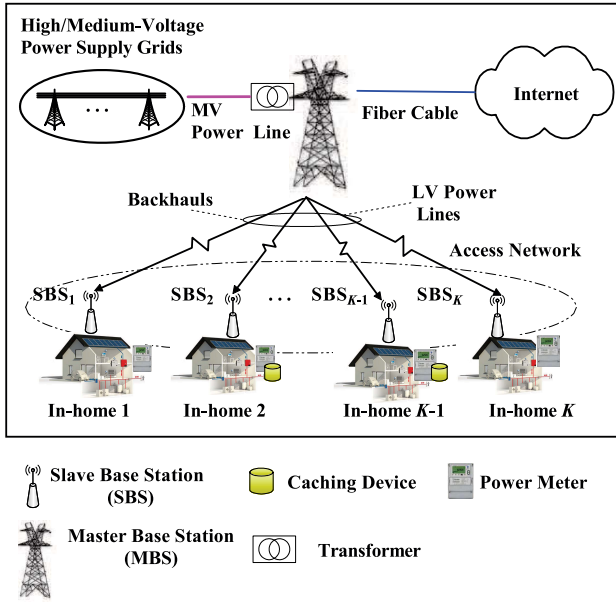 High/Medium-Voltage
Power Supply Grids
...
MV
Power Line
Fiber Cable
Internet
Backhauls
LV Power
Lines
Access Network
SBS1
SBS2
...
SBSK-1
SBSK
In-home 1
In-home 2
In-home K-1
In-home K
Slave Base Station
(SBS)
Caching Device
Power Meter
Master Base Station
(MBS)
Transformer